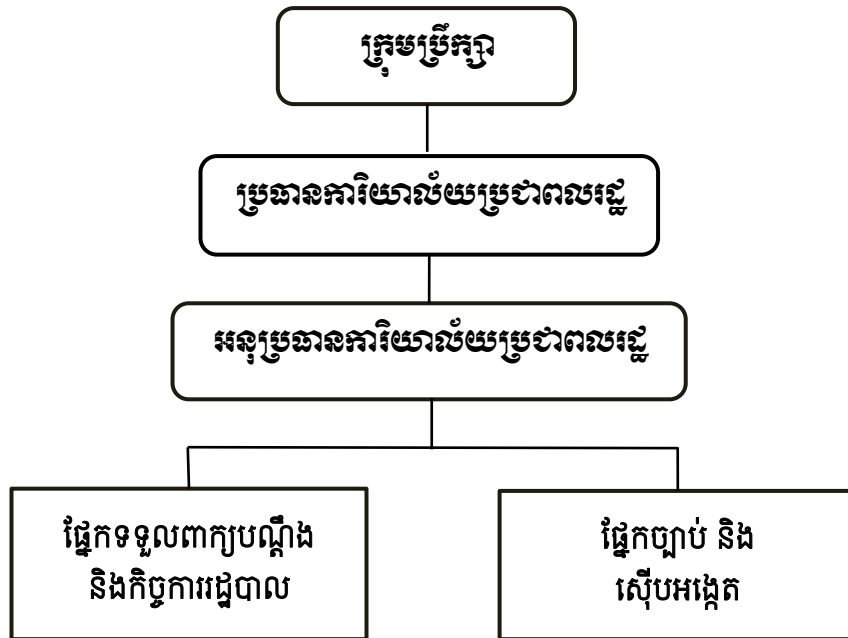 ក្រុមប្រឹក្សា
ប្រធានការិយាល័យប្រជាពលរដ្ឋ
អនុប្រធានការិយាល័យប្រជាពលរដ្ឋ
ផ្នែកទទួលពាក្យបណ្តឹង
និងកិច្ចការរដ្ឋបាល
ផ្នែកច្បាប់ និង
ស៊ើបអង្កេត